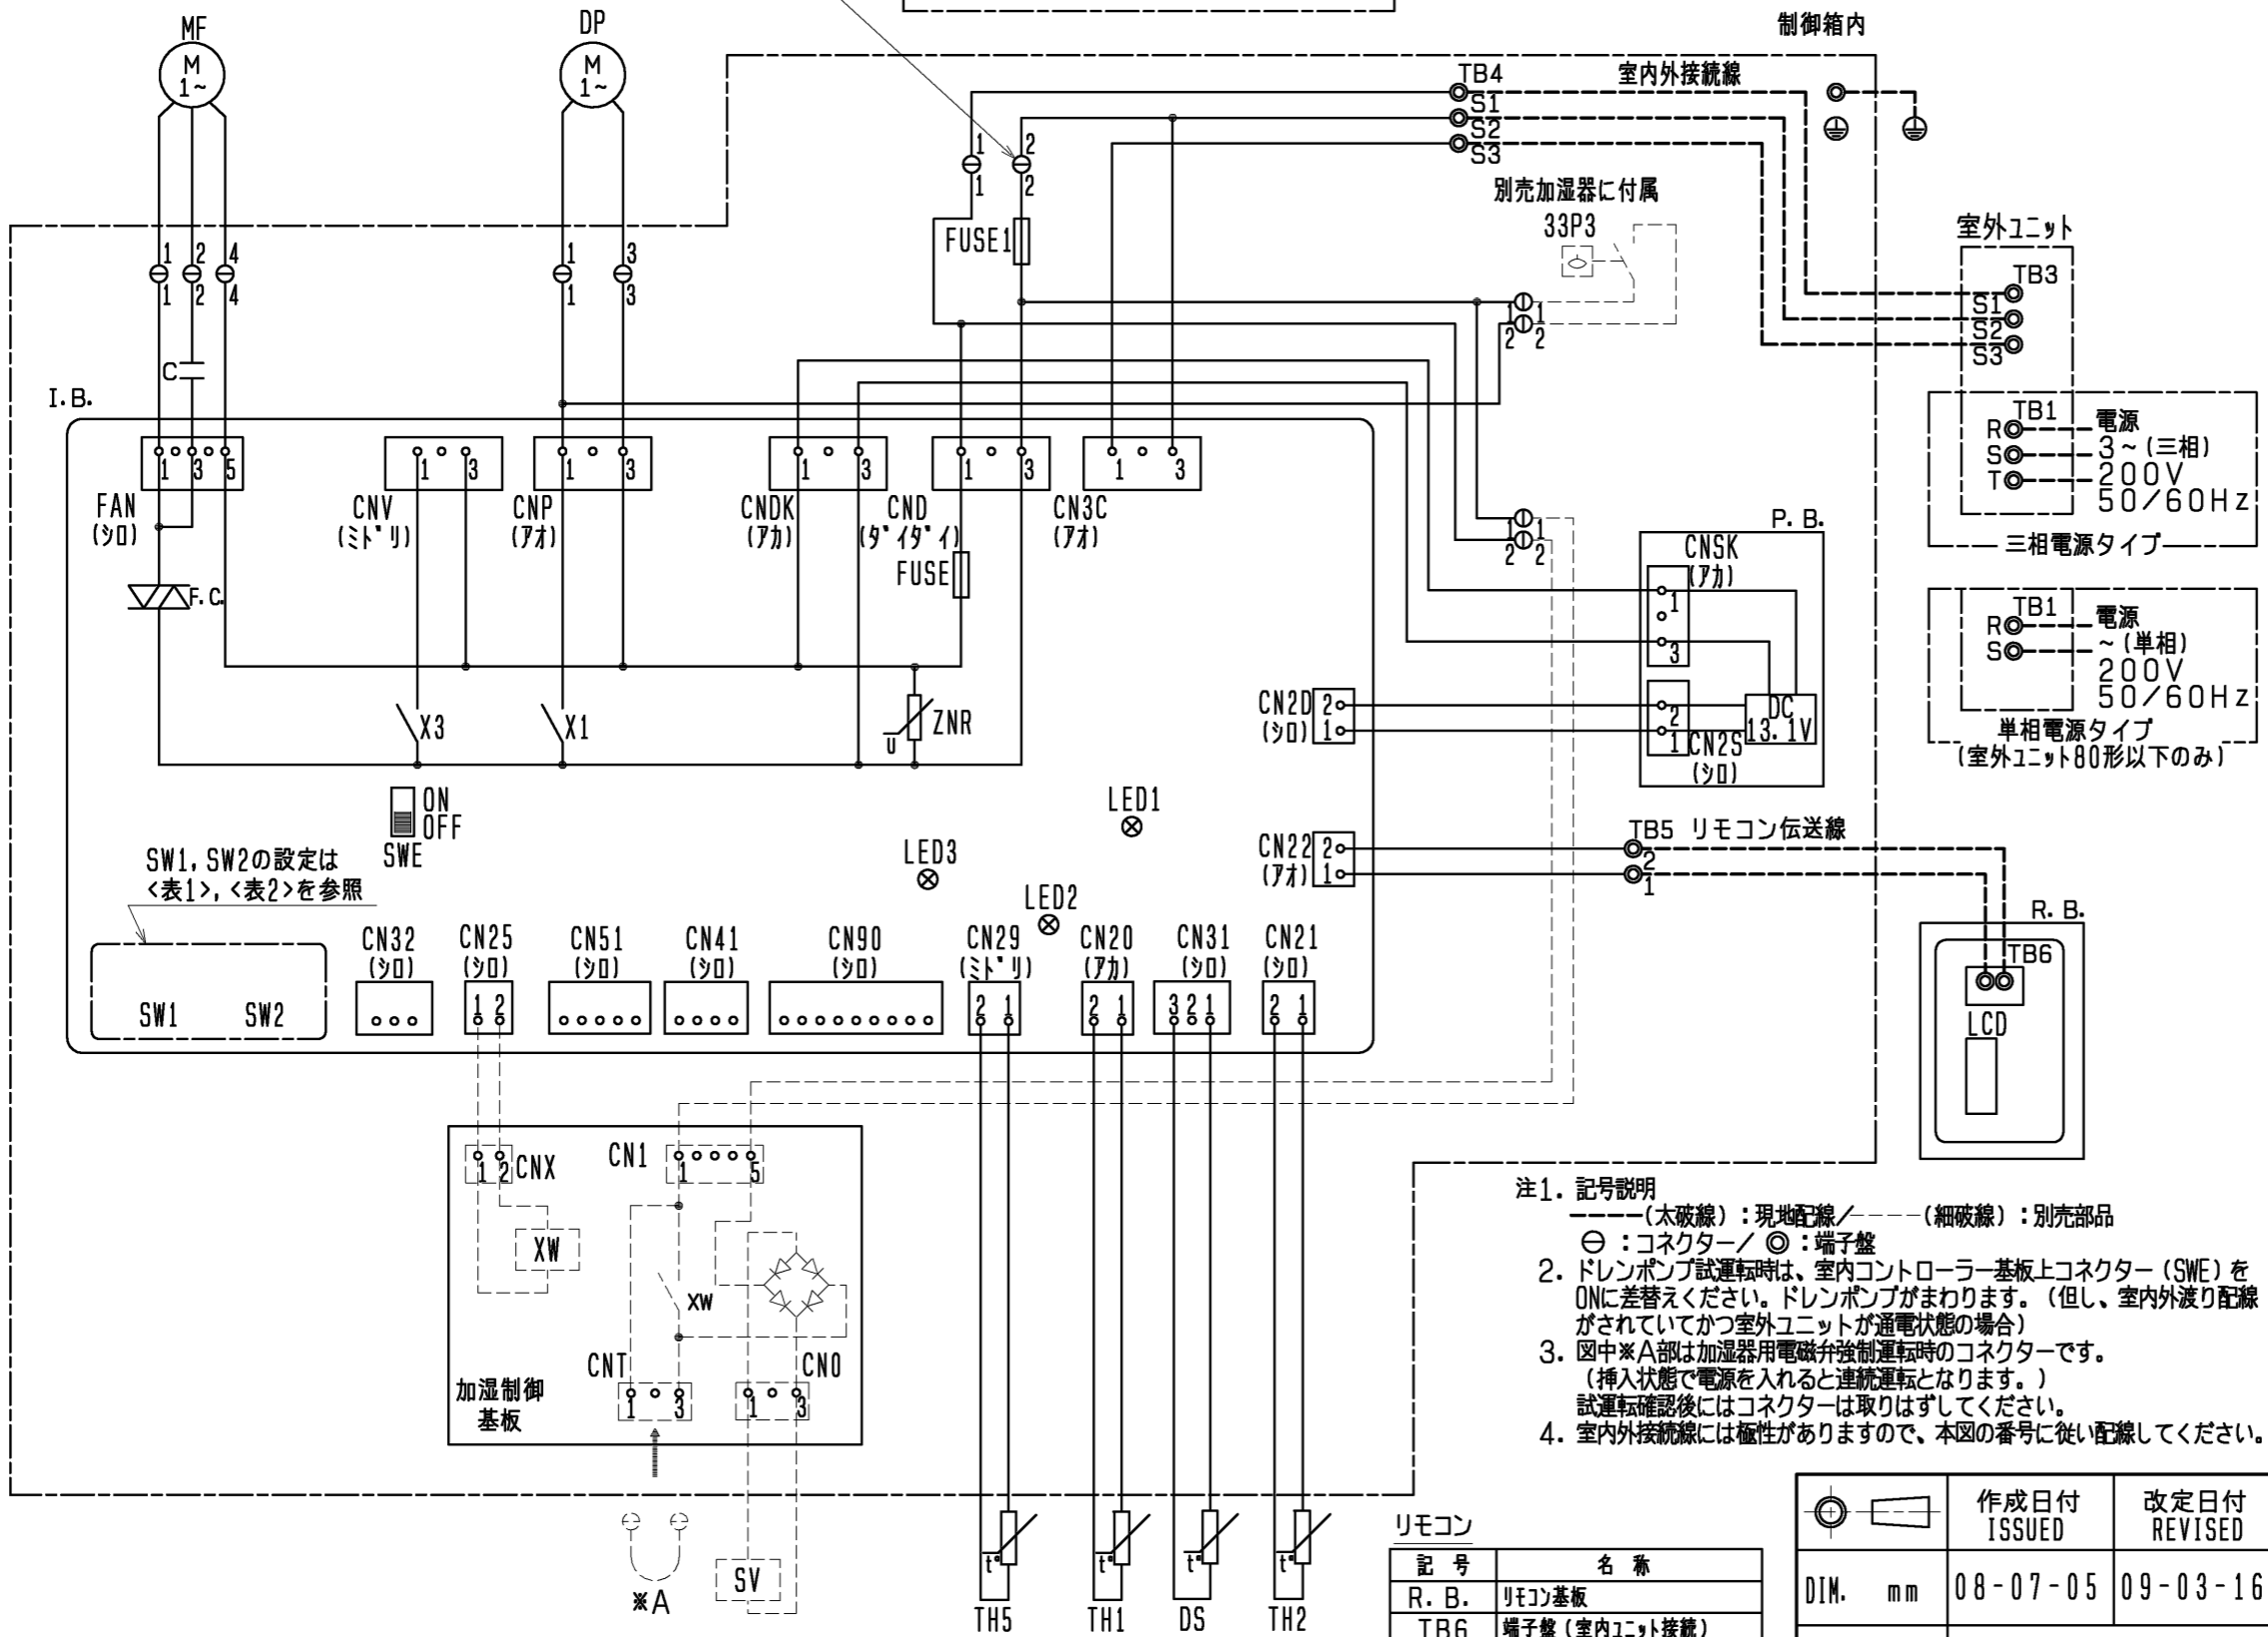 制御箱内
MF
M
1~
DP
M
1~
TB4
室内外接続線
S1
S2
S3
1
2
1
2
別売加湿器に付属
33P3
FUSE1
室外ユニット
TB3
S1
S2
S3
1 2 4
1 2 4
1 3
1 3
1 1
2 2
C
I.B.
TB1
R
S
T
電源
3~(三相)
200V
50/60Hz
三相電源タイプ
1 3 5
1 3
1 3
1 3
1 3
1 3
FAN
(シロ)
CNV
(ミドリ)
CNP
(アオ)
CNDK
(アカ)
CND
(ダイダイ)
CN3C
(アオ)
1 1
2 2
FUSE
F.C.
P.B.
CNSK
(アカ)
1
3
TB1
R
S
電源
~(単相)
200V
50/60Hz
単相電源タイプ
(室外ユニット80形以下のみ)
X3
X1
U
ZNR
CN2D
(シロ)
2
1
2
1
CN2S
(シロ)
DC
13.1V
ON
OFF
SWE
LED1
LED3
LED2
CN22
(アオ)
2
1
TB5 リモコン伝送線
2
1
SW1,SW2の設定は
<表1>,<表2>を参照
SW1 SW2
CN32
(シロ)
CN25
(シロ)
1 2
CN51
(シロ)
CN41
(シロ)
CN90
(シロ)
CN29
(ミドリ)
2 1
CN20
(アカ)
2 1
CN31
(シロ)
3 2 1
CN21
(シロ)
2 1
R.B.
TB6
LCD
1 2
CNX
CN1
1 5
XW
XW
CNT
1 3
CNO
1 3
加湿制御
基板
注1. 記号説明
(太破線):現地配線/ (細破線):別売部品
⊖:コネクター/ ◎:端子盤
2. ドレンポンプ試運転時は、室内コントローラー基板上コネクター(SWE)を
ONに差替えください。ドレンポンプがまわります。(但し、室内外渡り配線
がされていてかつ室外ユニットが通電状態の場合)
3. 図中※A部は加湿器用電磁弁強制運転時のコネクターです。
(挿入状態で電源を入れると連続運転となります。)
試運転確認後にはコネクターは取りはずしてください。
4. 室内外接続線には極性がありますので、本図の番号に従い配線してください。
※A
SV
t°
TH5
t°
TH1
t°
DS
t°
TH2
リモコン
記号 名称
R.B. リモコン基板
TB6 端子盤(室内ユニット接続)
作成日付
ISSUED
改定日付
REVISED
DIM. mm
08-07-05
09-03-16